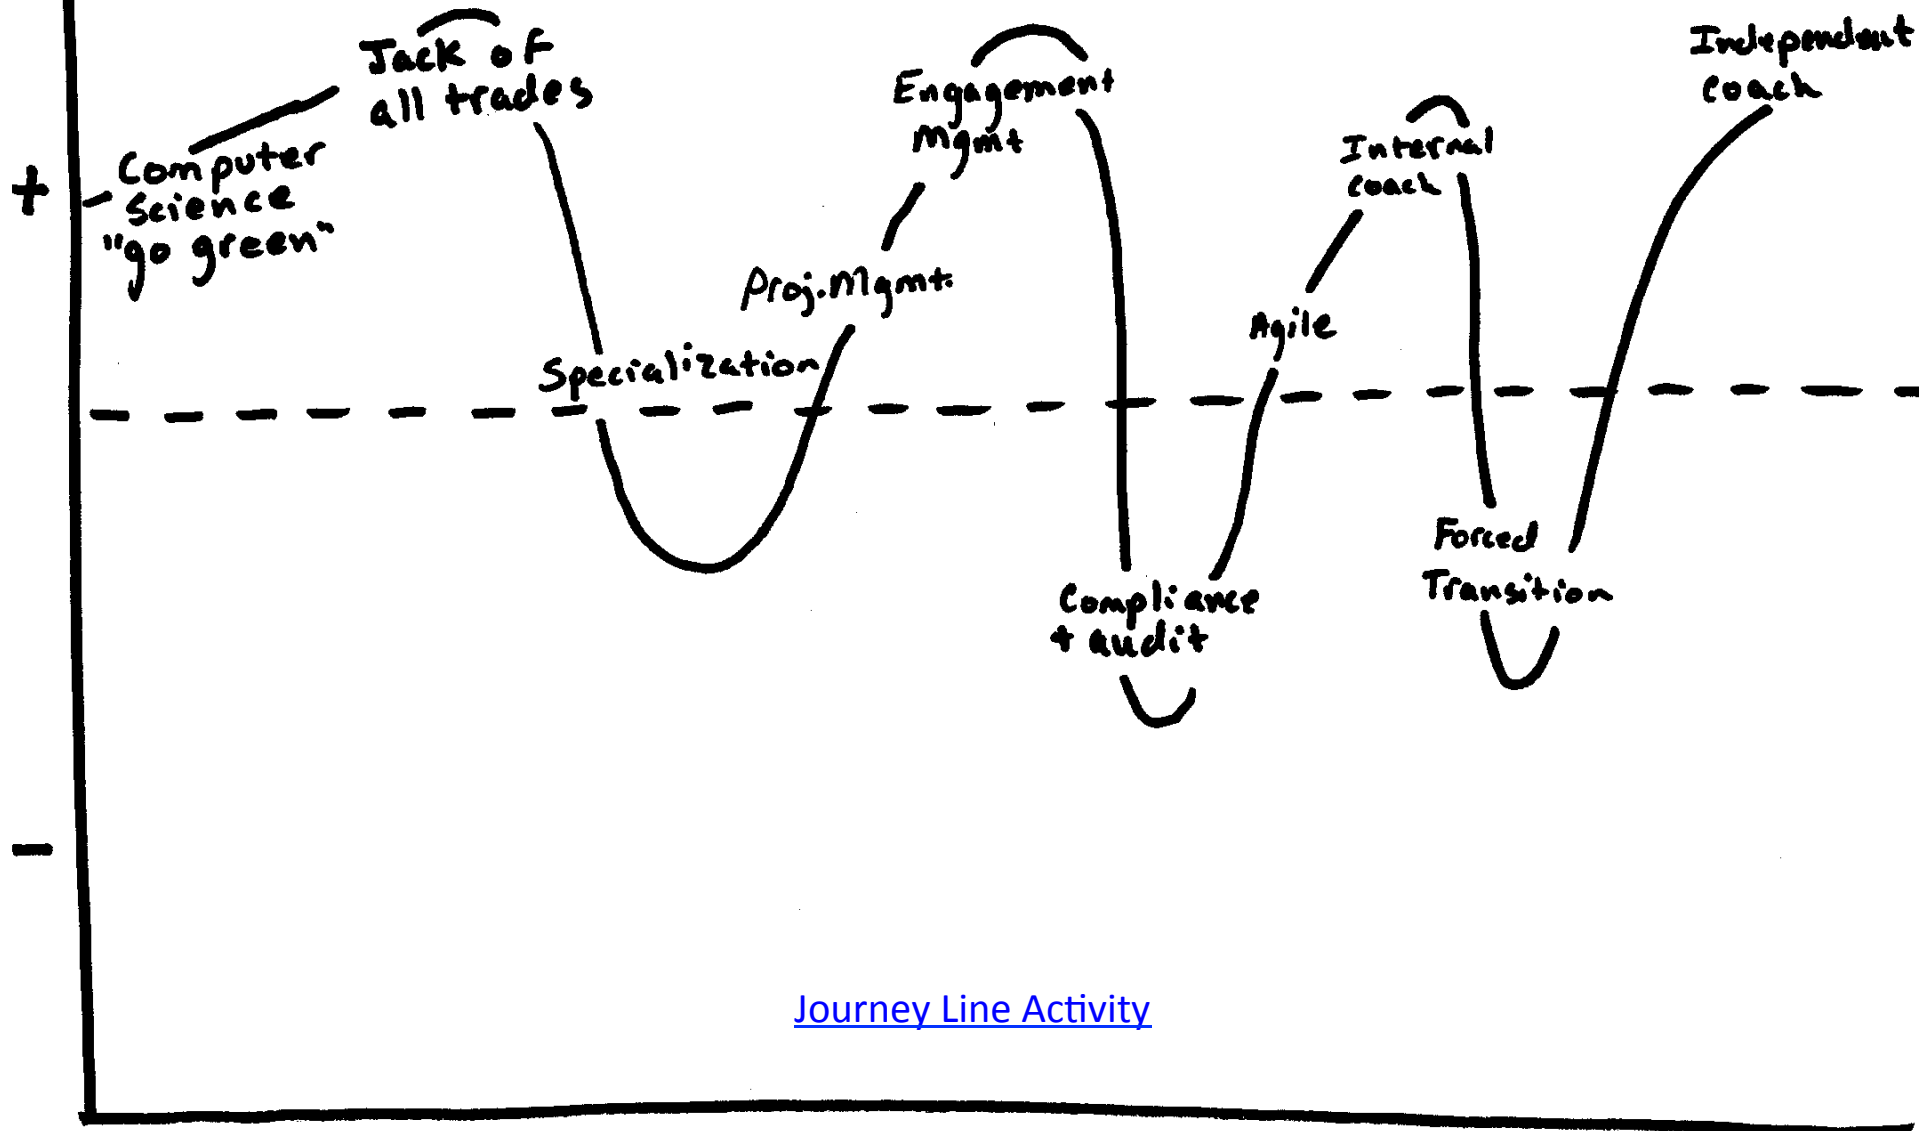 Jack of
all trades
Computer
Science
"go green"
+
Specialization
Proj. Mgmt.
Engagement
Mgmt
Compliance
+ audit
Agile
Internal
coach
Forced
Transition
Independent
coach
-
Journey Line Activity